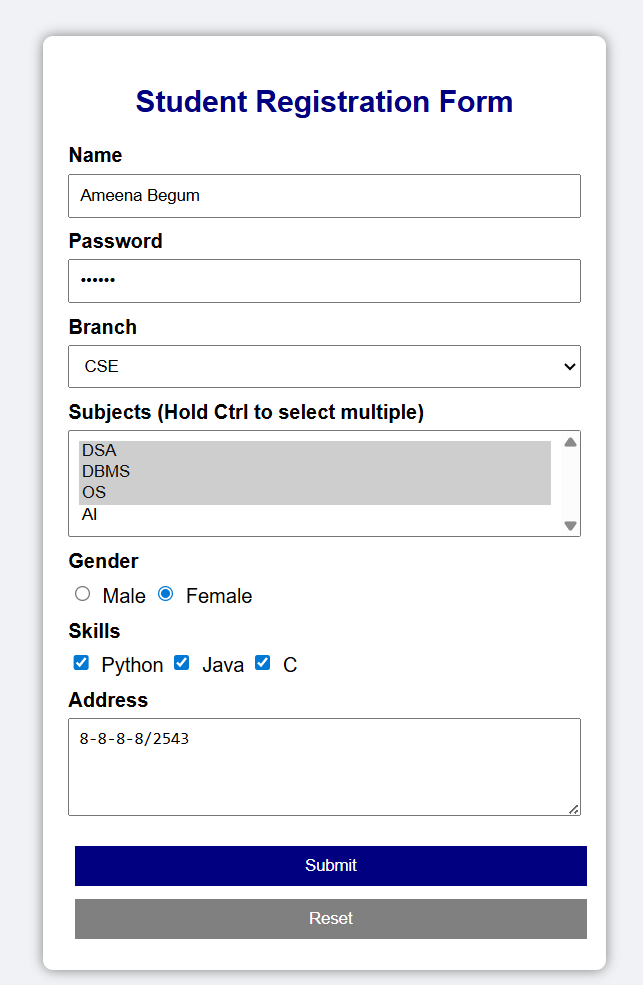 Student Registration Form
Name
Ameena Begum
Password
••••••
Branch
CSE
Subjects (Hold Ctrl to select multiple)
DSA
DBMS
OS
AI
Gender
Male Female
Skills
Python Java C
Address
8-8-8-8/2543
Submit
Reset